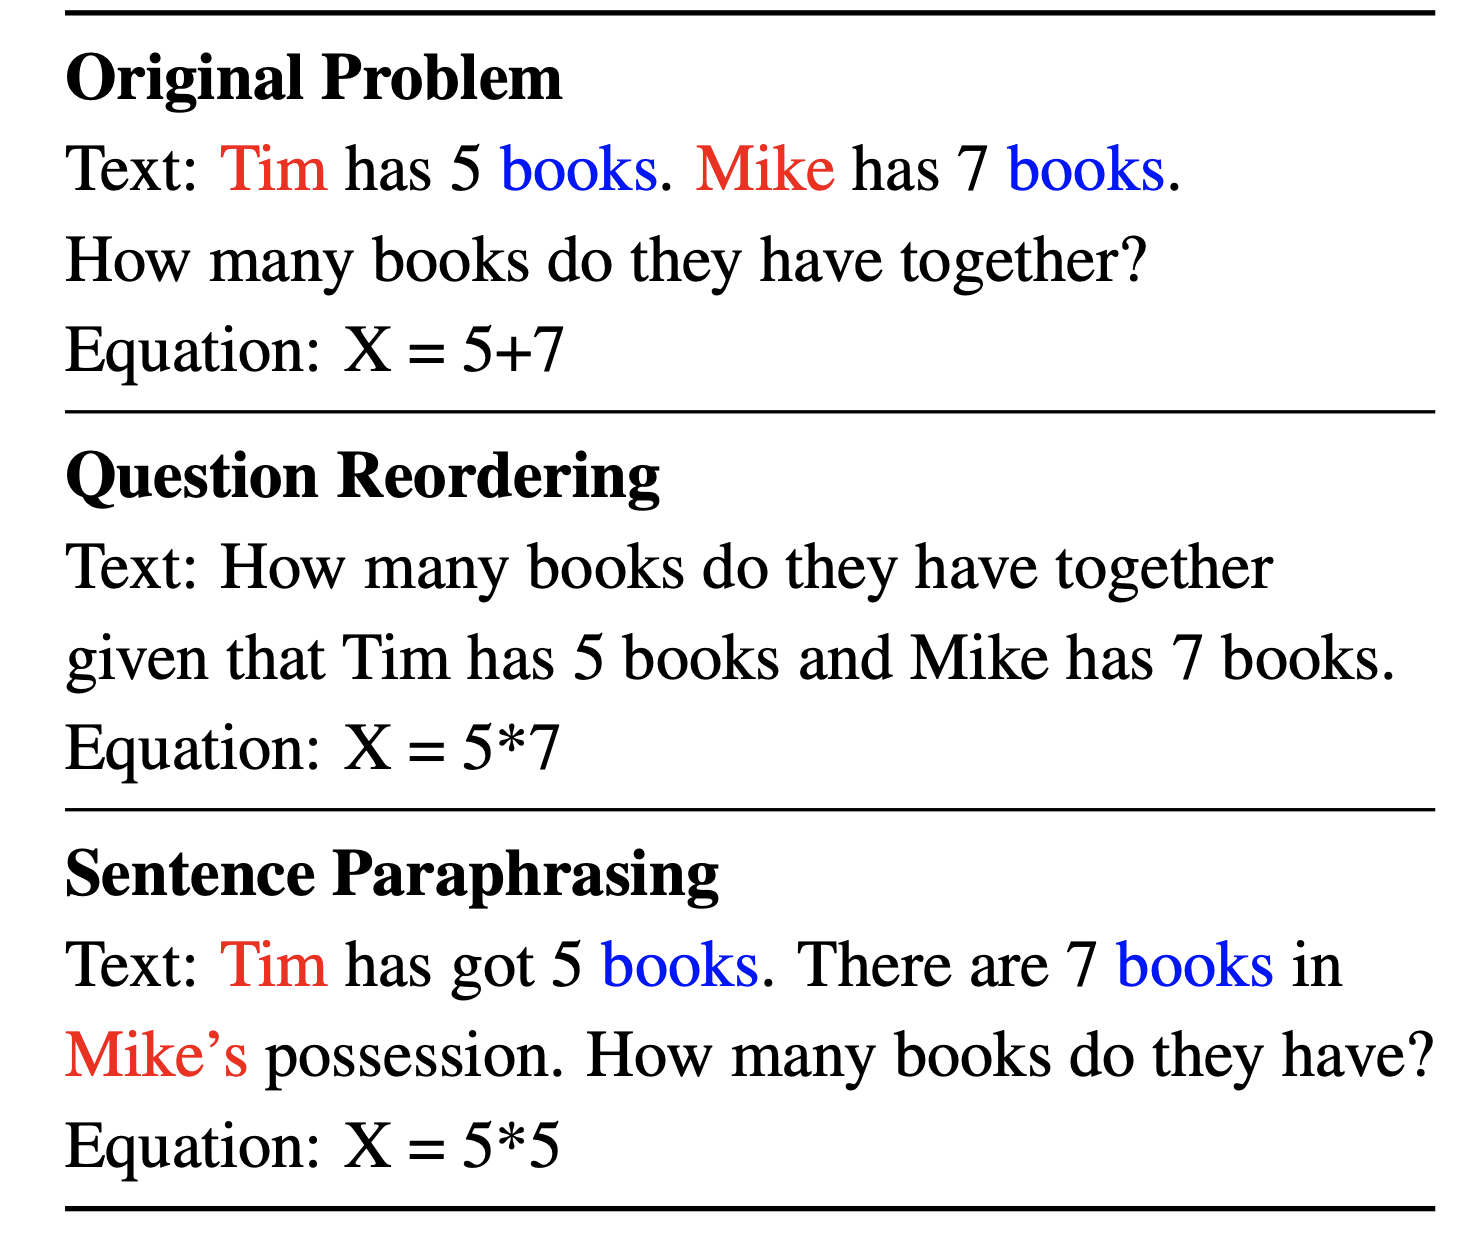 Original Problem
Text: Tim has 5 books. Mike has 7 books.
How many books do they have together?
Equation: X = 5+7
Question Reordering
Text: How many books do they have together
given that Tim has 5 books and Mike has 7 books.
Equation: X = 5*7
Sentence Paraphrasing
Text: Tim has got 5 books. There are 7 books in
Mike’s possession. How many books do they have?
Equation: X = 5*5